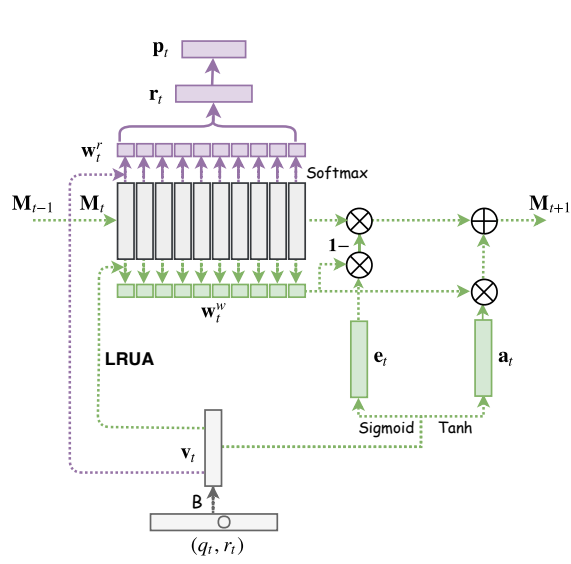 p_t
r_t
w_t^r
Softmax
M_{t-1}
M_t
M_{t+1}
1−
w_t^w
LRUA
e_t
a_t
Sigmoid
Tanh
v_t
B
(q_t, r_t)